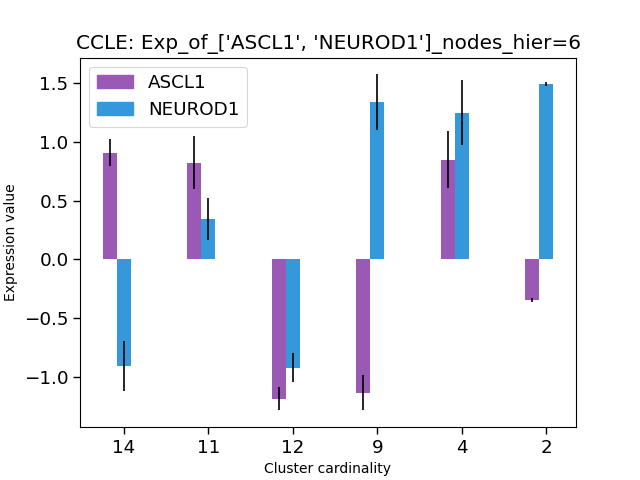 CCLE: Exp_of_['ASCL1', 'NEUROD1']_nodes_hier=6
ASCL1
NEUROD1
Expression value
1.5
1.0
0.5
0.0
−0.5
−1.0
14 11 12 9 4 2
Cluster cardinality